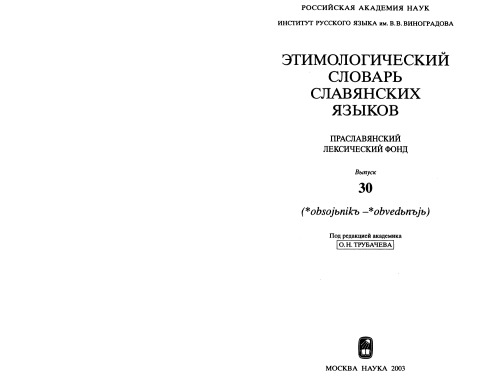 РОССИЙСКАЯ АКАДЕМИЯ НАУК
ИНСТИТУТ РУССКОГО ЯЗЫКА им. В.В. ВИНОГРАДОВА
ЭТИМОЛОГИЧЕСКИЙ
СЛОВАРЬ
СЛАВЯНСКИХ
ЯЗЫКОВ
ПРАСЛАВЯНСКИЙ
ЛЕКСИЧЕСКИЙ ФОНД
Выпуск
30
(*obsojьnikъ –*obvedьnъjь)
Под редакцией академика
О.Н. ТРУБАЧЕВА
МОСКВА НАУКА 2003